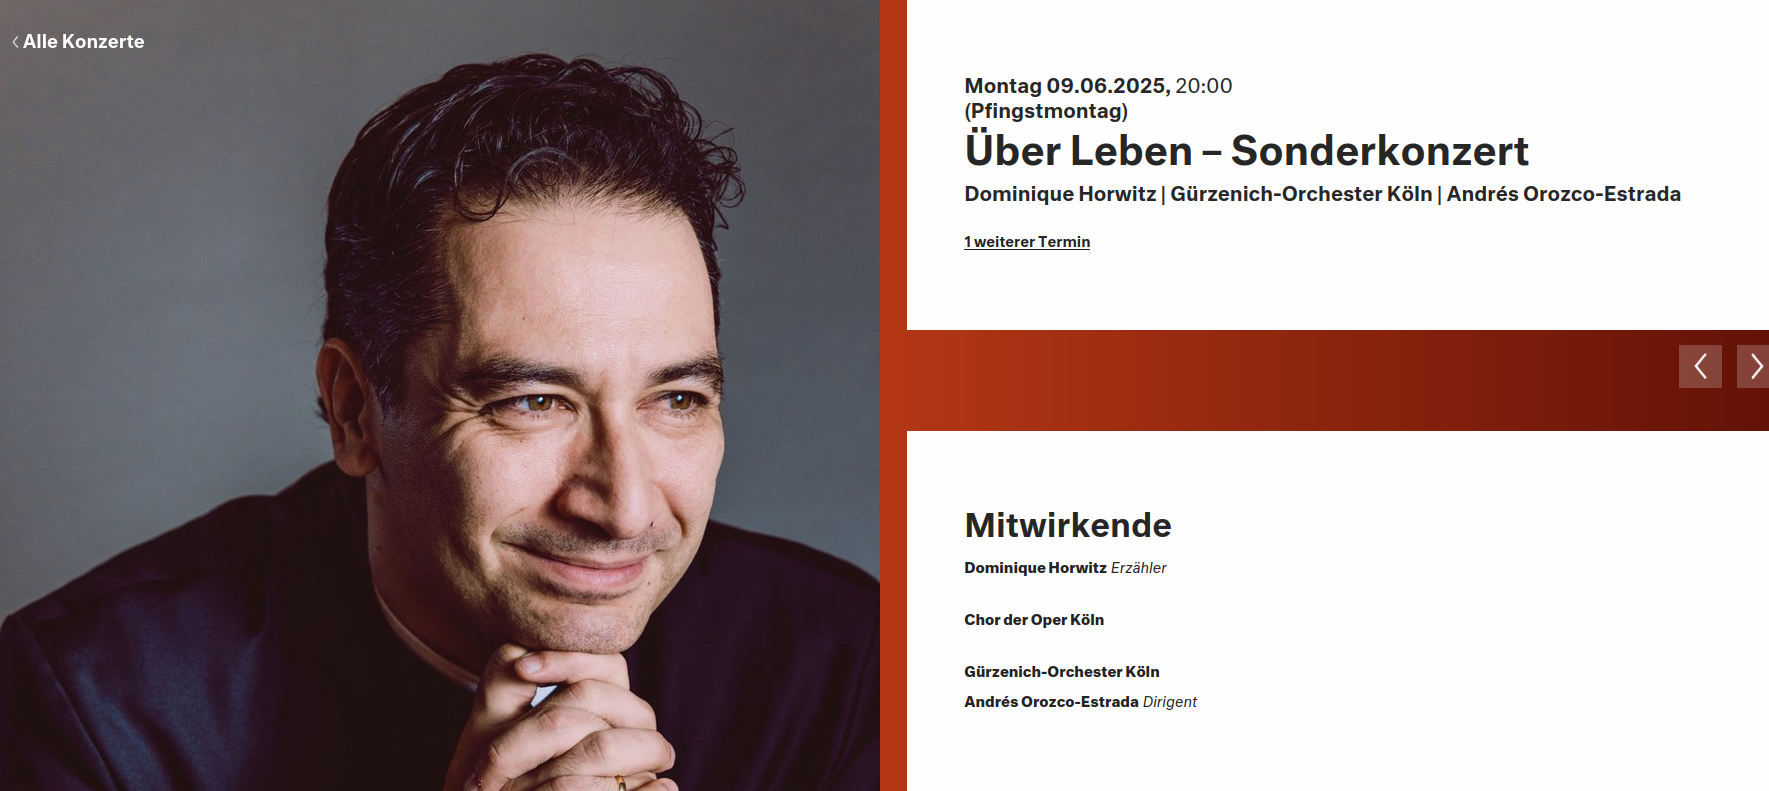 Alle Konzerte
Montag 09.06.2025, 20:00
(Pfingstmontag)
Über Leben – Sonderkonzert
Dominique Horwitz | Gürzenich-Orchester Köln | Andrés Orozco-Estrada
1 weiterer Termin
Mitwirkende
Dominique Horwitz Erzähler
Chor der Oper Köln
Gürzenich-Orchester Köln
Andrés Orozco-Estrada Dirigent